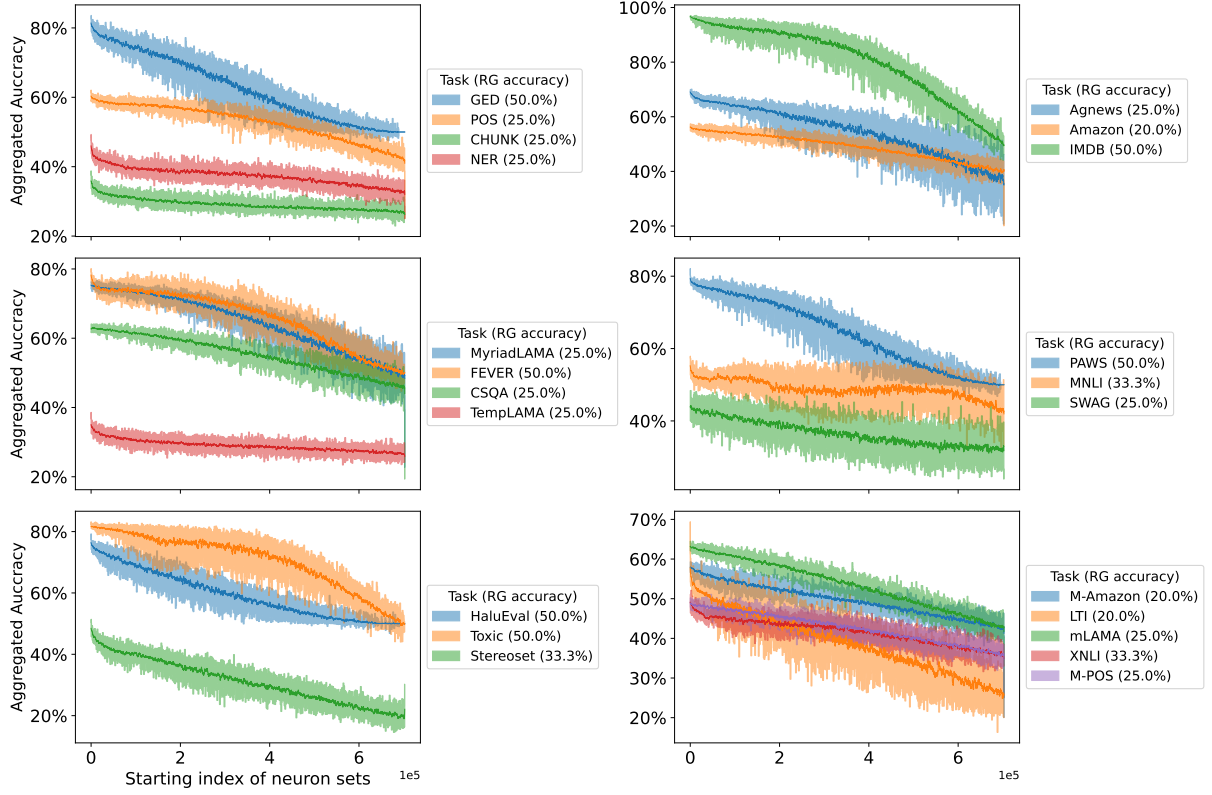 80%
60%
40%
20%
Aggregated Auccracy
Task (RG accuracy)
GED (50.0%)
POS (25.0%)
CHUNK (25.0%)
NER (25.0%)
100%
80%
60%
40%
20%
Task (RG accuracy)
Agnews (25.0%)
Amazon (20.0%)
IMDB (50.0%)
80%
60%
40%
20%
Aggregated Auccracy
Task (RG accuracy)
MyriadLAMA (25.0%)
FEVER (50.0%)
CSQA (25.0%)
TempLAMA (25.0%)
80%
60%
40%
Task (RG accuracy)
PAWS (50.0%)
MNLI (33.3%)
SWAG (25.0%)
80%
60%
40%
20%
Aggregated Auccracy
0 2 4 6
1e5
Starting index of neuron sets
Task (RG accuracy)
HaluEval (50.0%)
Toxic (50.0%)
Stereoset (33.3%)
70%
60%
50%
40%
30%
20%
0 2 4 6
1e5
Task (RG accuracy)
M-Amazon (20.0%)
LTI (20.0%)
mLAMA (25.0%)
XNLI (33.3%)
M-POS (25.0%)